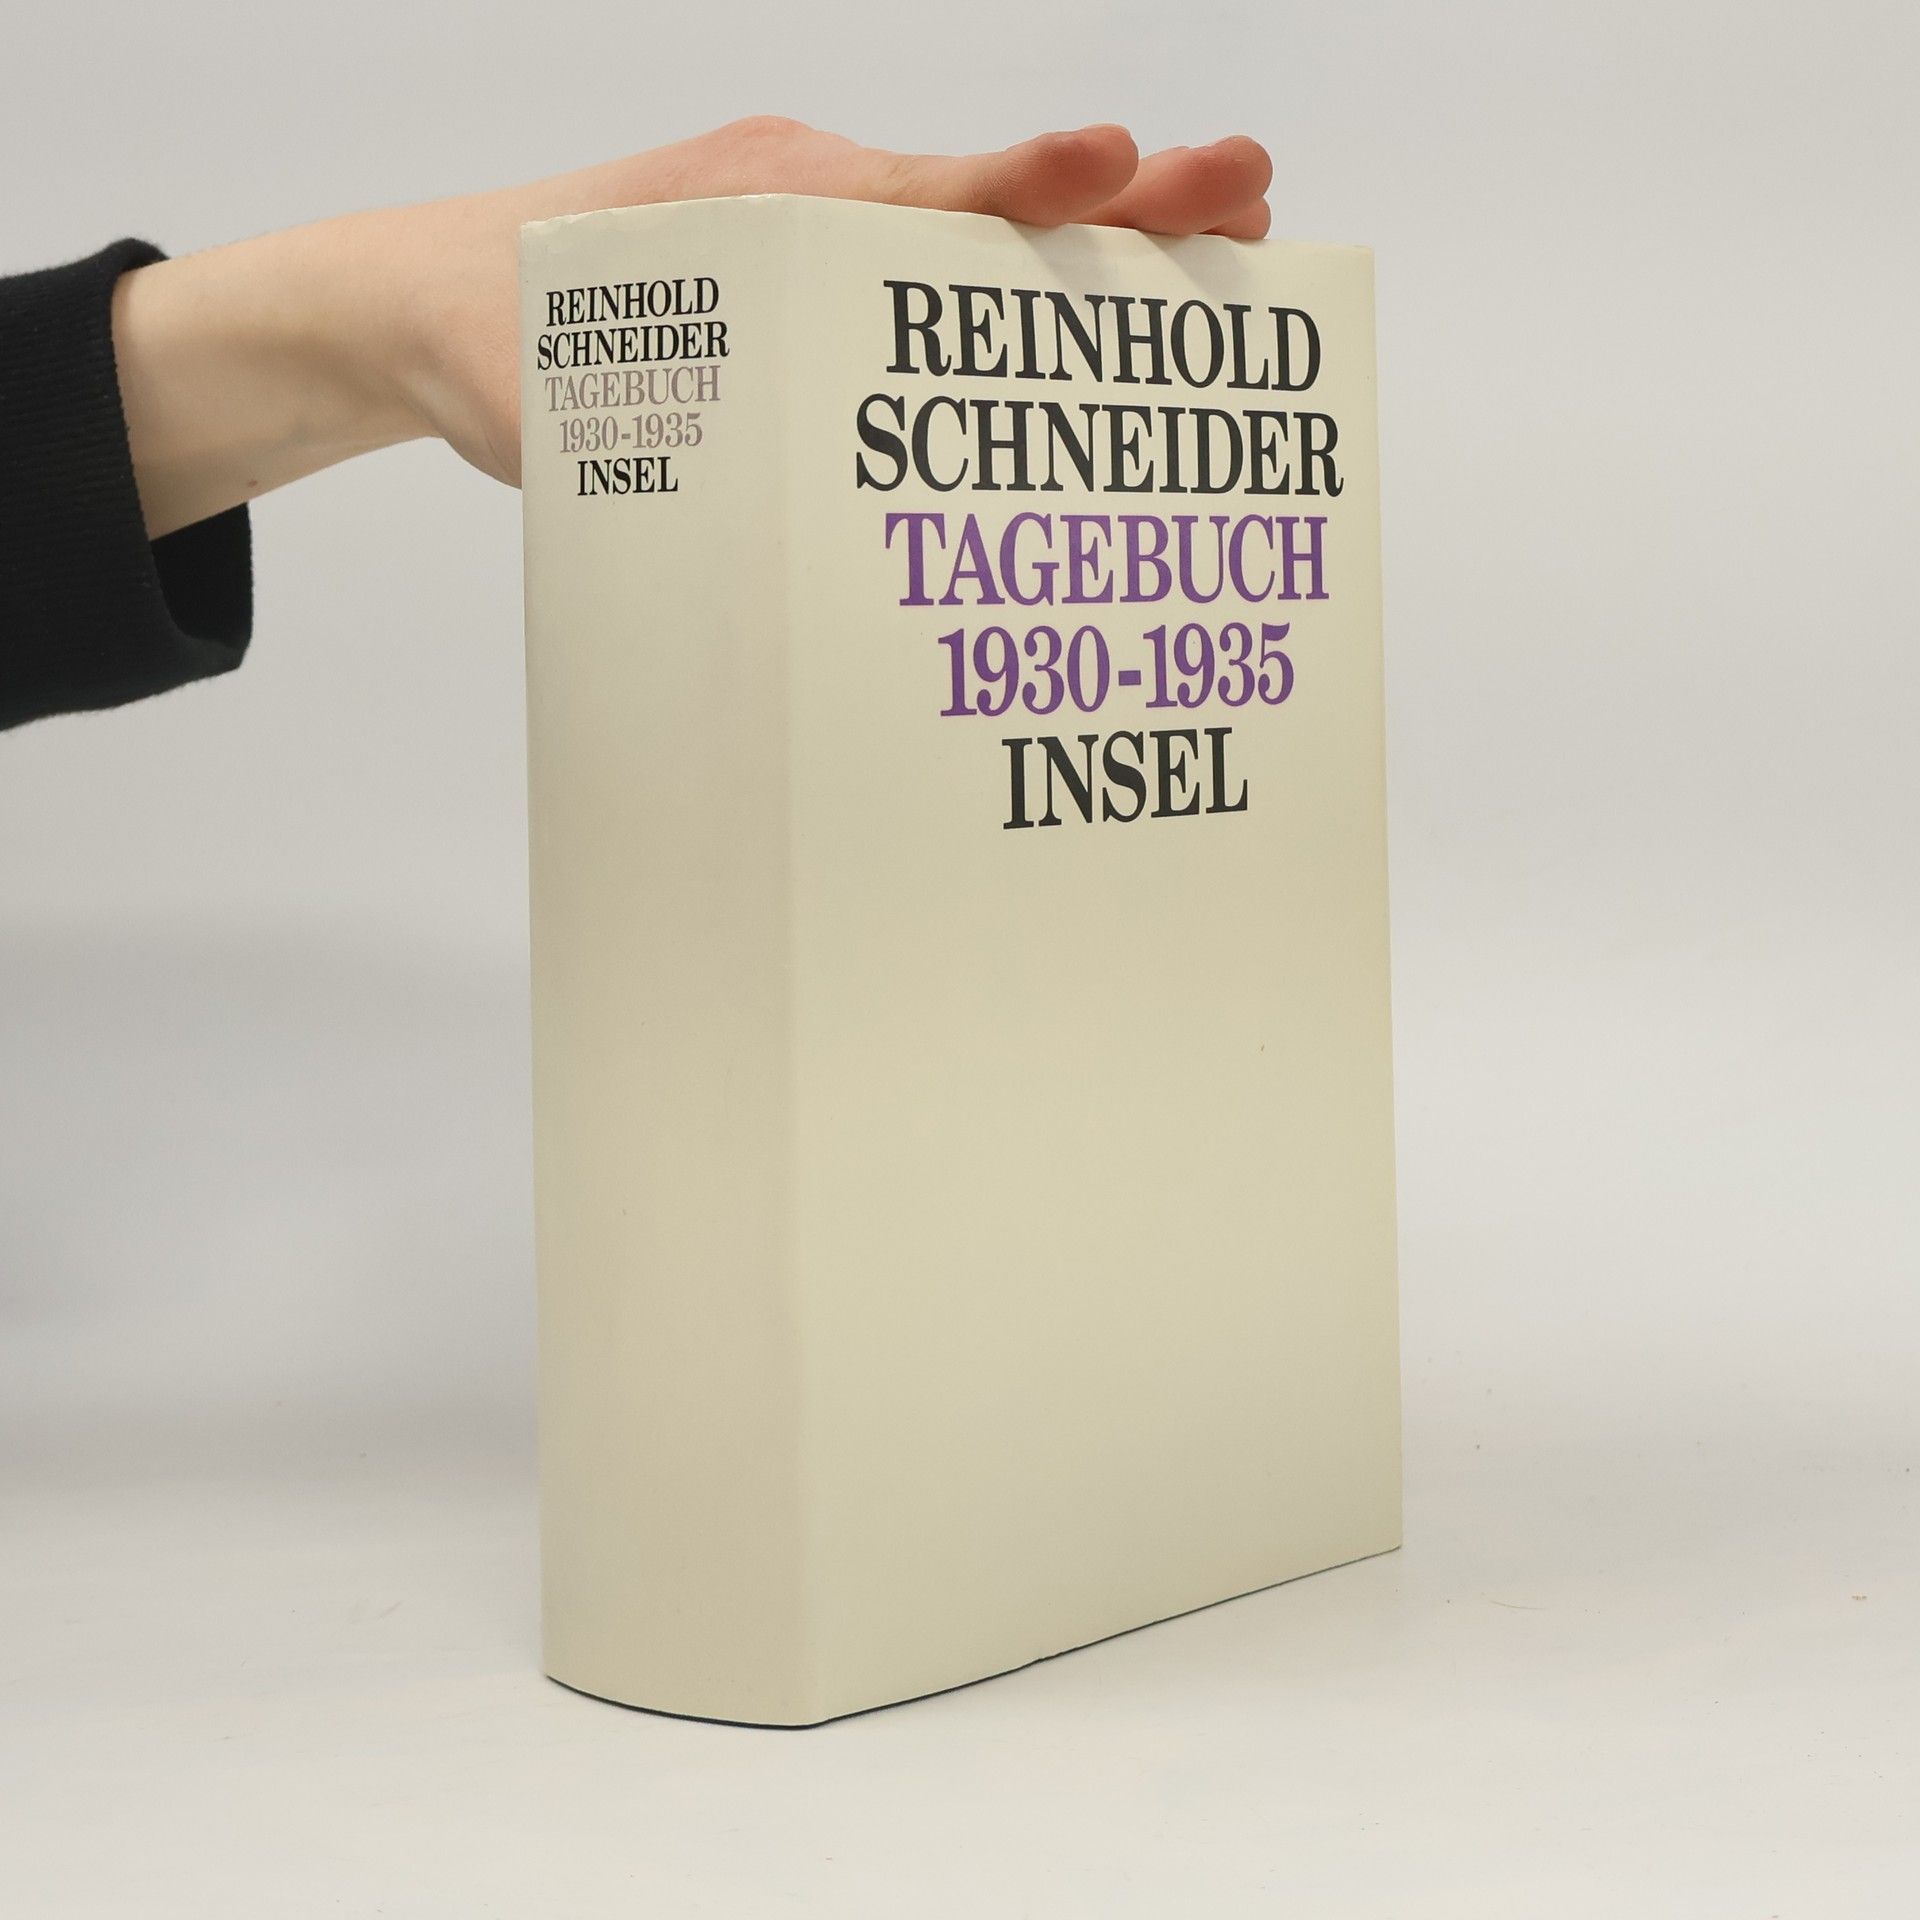 REINHOLD
SCHNEIDER
TAGEBUCH
1930-1935
INSEL
REINHOLD
SCHNEIDER
TAGEBUCH
1930-1935
INSEL